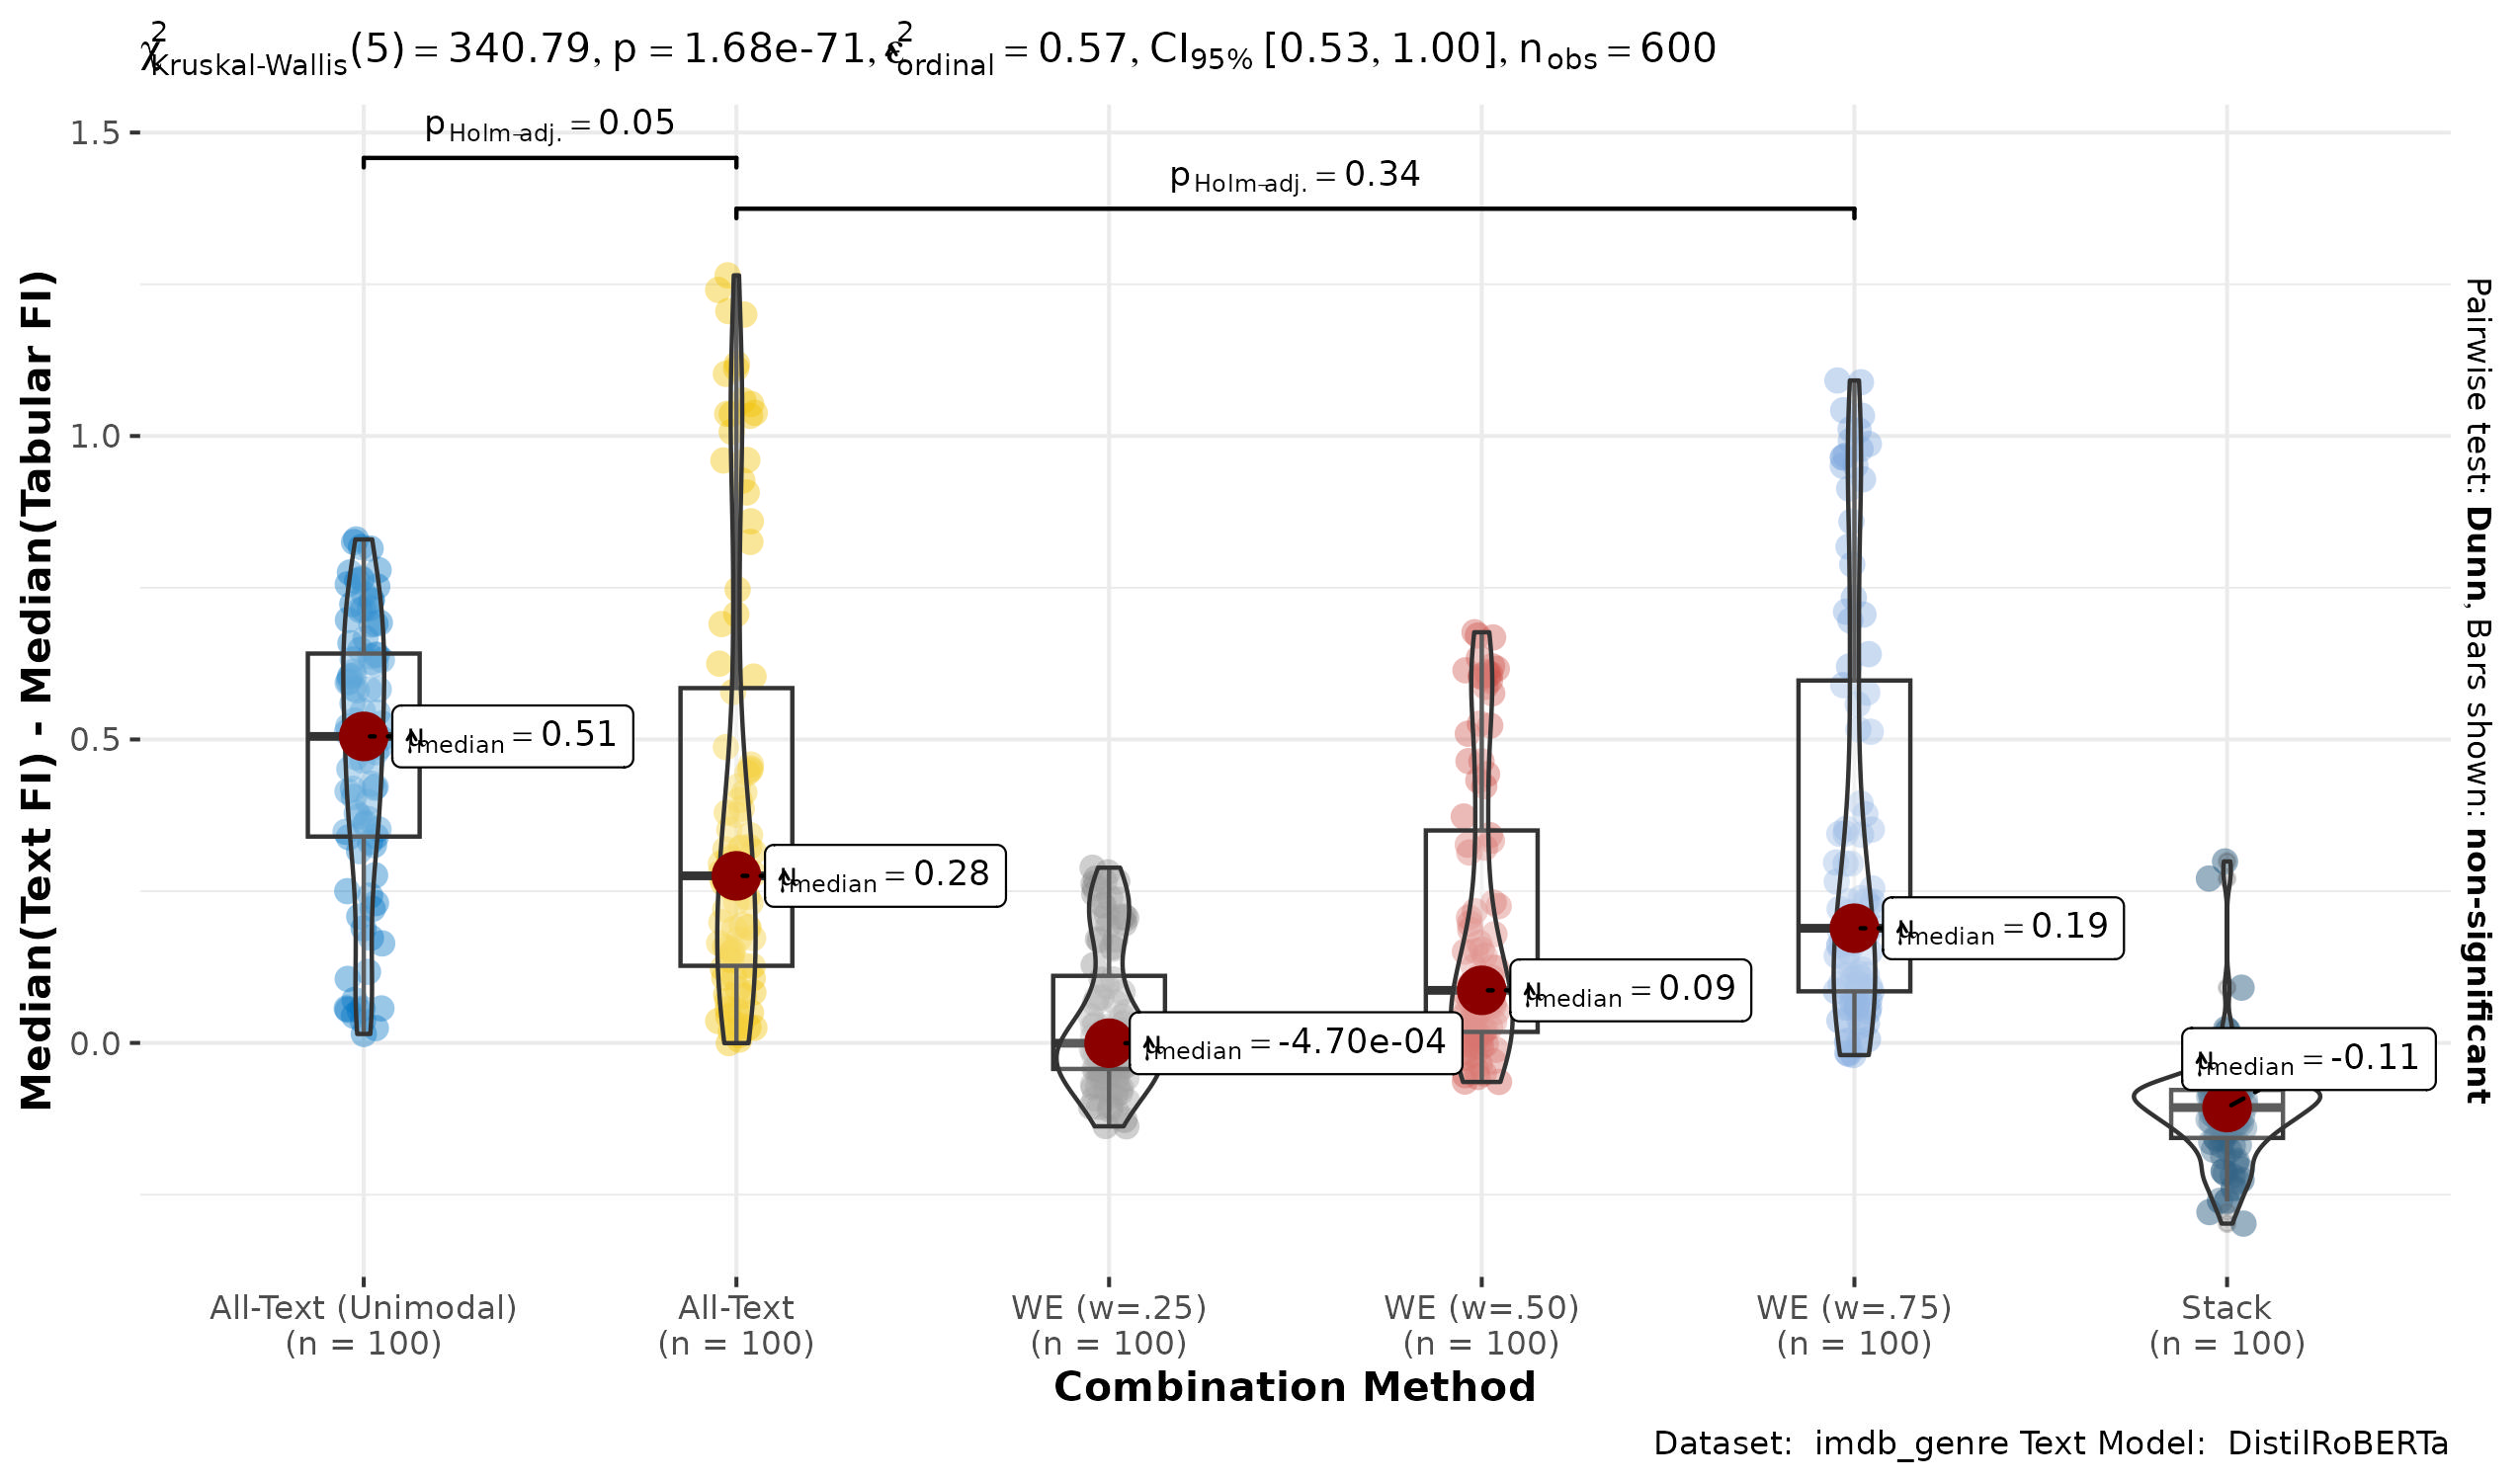 χ²Kruskal-Wallis(5) = 340.79, p = 1.68e-71, ε²ordinal = 0.57, CI95% [0.53, 1.00], nobs = 600
pHolm-adj. = 0.05
pHolm-adj. = 0.34
1.5
1.0
0.5
0.0
Median(Text FI) - Median(Tabular FI)
μ̂median = 0.51
μ̂median = 0.28
μ̂median = -4.70e-04
μ̂median = 0.09
μ̂median = 0.19
μ̂median = -0.11
Pairwise test: Dunn, Bars shown: non-significant
All-Text (Unimodal)
(n = 100)
All-Text
(n = 100)
WE (w=.25)
(n = 100)
WE (w=.50)
(n = 100)
WE (w=.75)
(n = 100)
Stack
(n = 100)
Combination Method
Dataset:  imdb_genre Text Model:  DistilRoBERTa